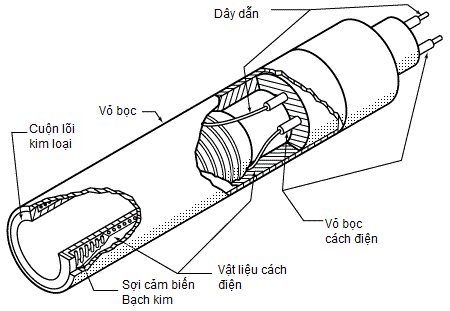 Dây dẫn
Vỏ bọc
Cuộn lõi
kim loại
Vỏ bọc
cách điện
Vật liệu cách
điện
Sợi cảm biến
Bạch kim